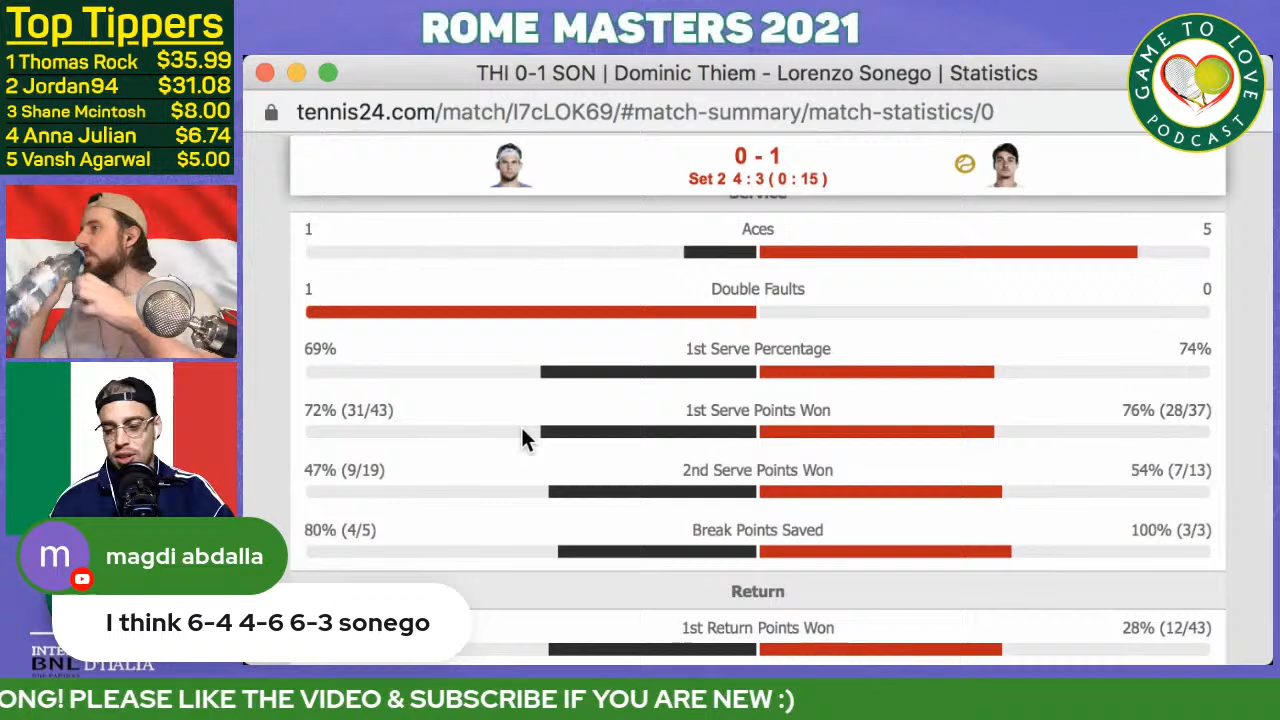 Top Tippers
1 Thomas Rock $35.99
2 Jordan94 $31.08
3 Shane Mcintosh $8.00
4 Anna Julian $6.74
5 Vansh Agarwal $5.00
ROME MASTERS 2021
GAME TO LOVE
PODCAST
THI 0-1 SON | Dominic Thiem - Lorenzo Sonego | Statistics
tennis24.com/match/I7cLOK69/#match-summary/match-statistics/0
0 - 1
Set 2 4 : 3 ( 0 : 15 )
Service
1 Aces 5
1 Double Faults 0
69% 1st Serve Percentage 74%
72% (31/43) 1st Serve Points Won 76% (28/37)
47% (9/19) 2nd Serve Points Won 54% (7/13)
80% (4/5) Break Points Saved 100% (3/3)
Return
1st Return Points Won 28% (12/43)
m
magdi abdalla
I think 6-4 4-6 6-3 sonego
INTE
BNL D'ITALIA
ONG! PLEASE LIKE THE VIDEO & SUBSCRIBE IF YOU ARE NEW :)